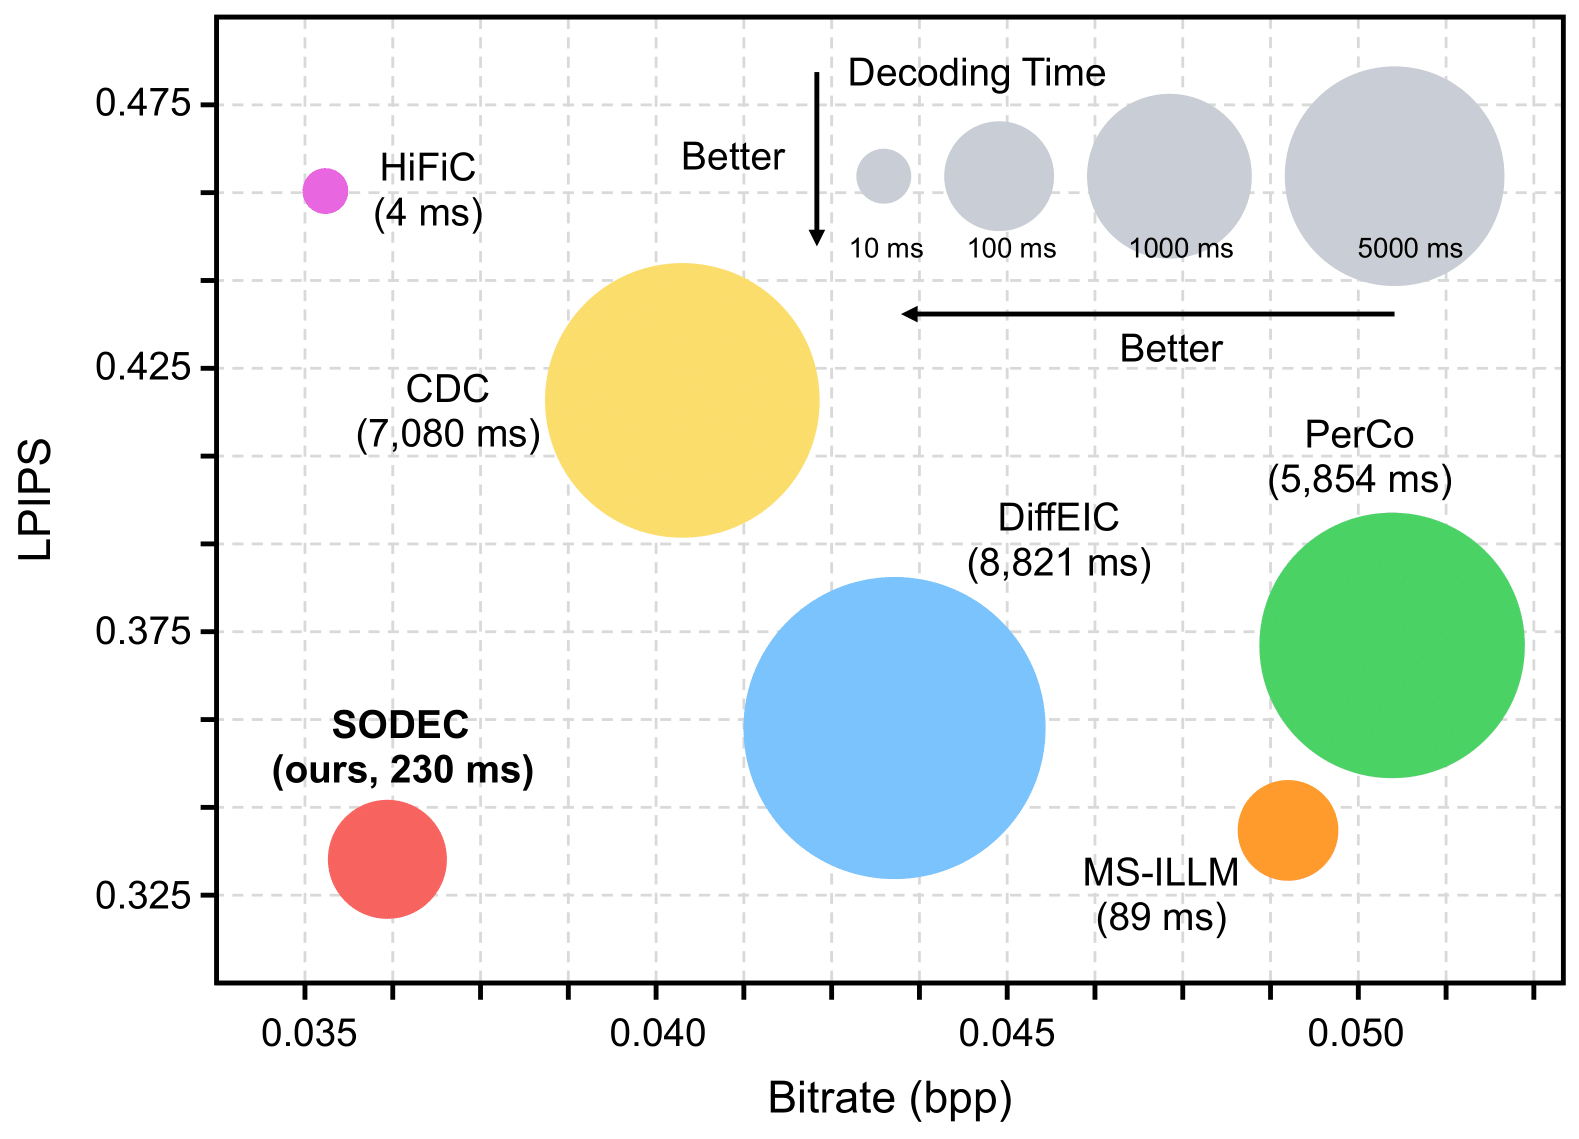 0.475
0.425
0.375
0.325
LPIPS
HiFiC
(4 ms)
Decoding Time
Better
10 ms
100 ms
1000 ms
5000 ms
Better
CDC
(7,080 ms)
PerCo
(5,854 ms)
DiffEIC
(8,821 ms)
SODEC
(ours, 230 ms)
MS-ILLM
(89 ms)
0.035
0.040
0.045
0.050
Bitrate (bpp)